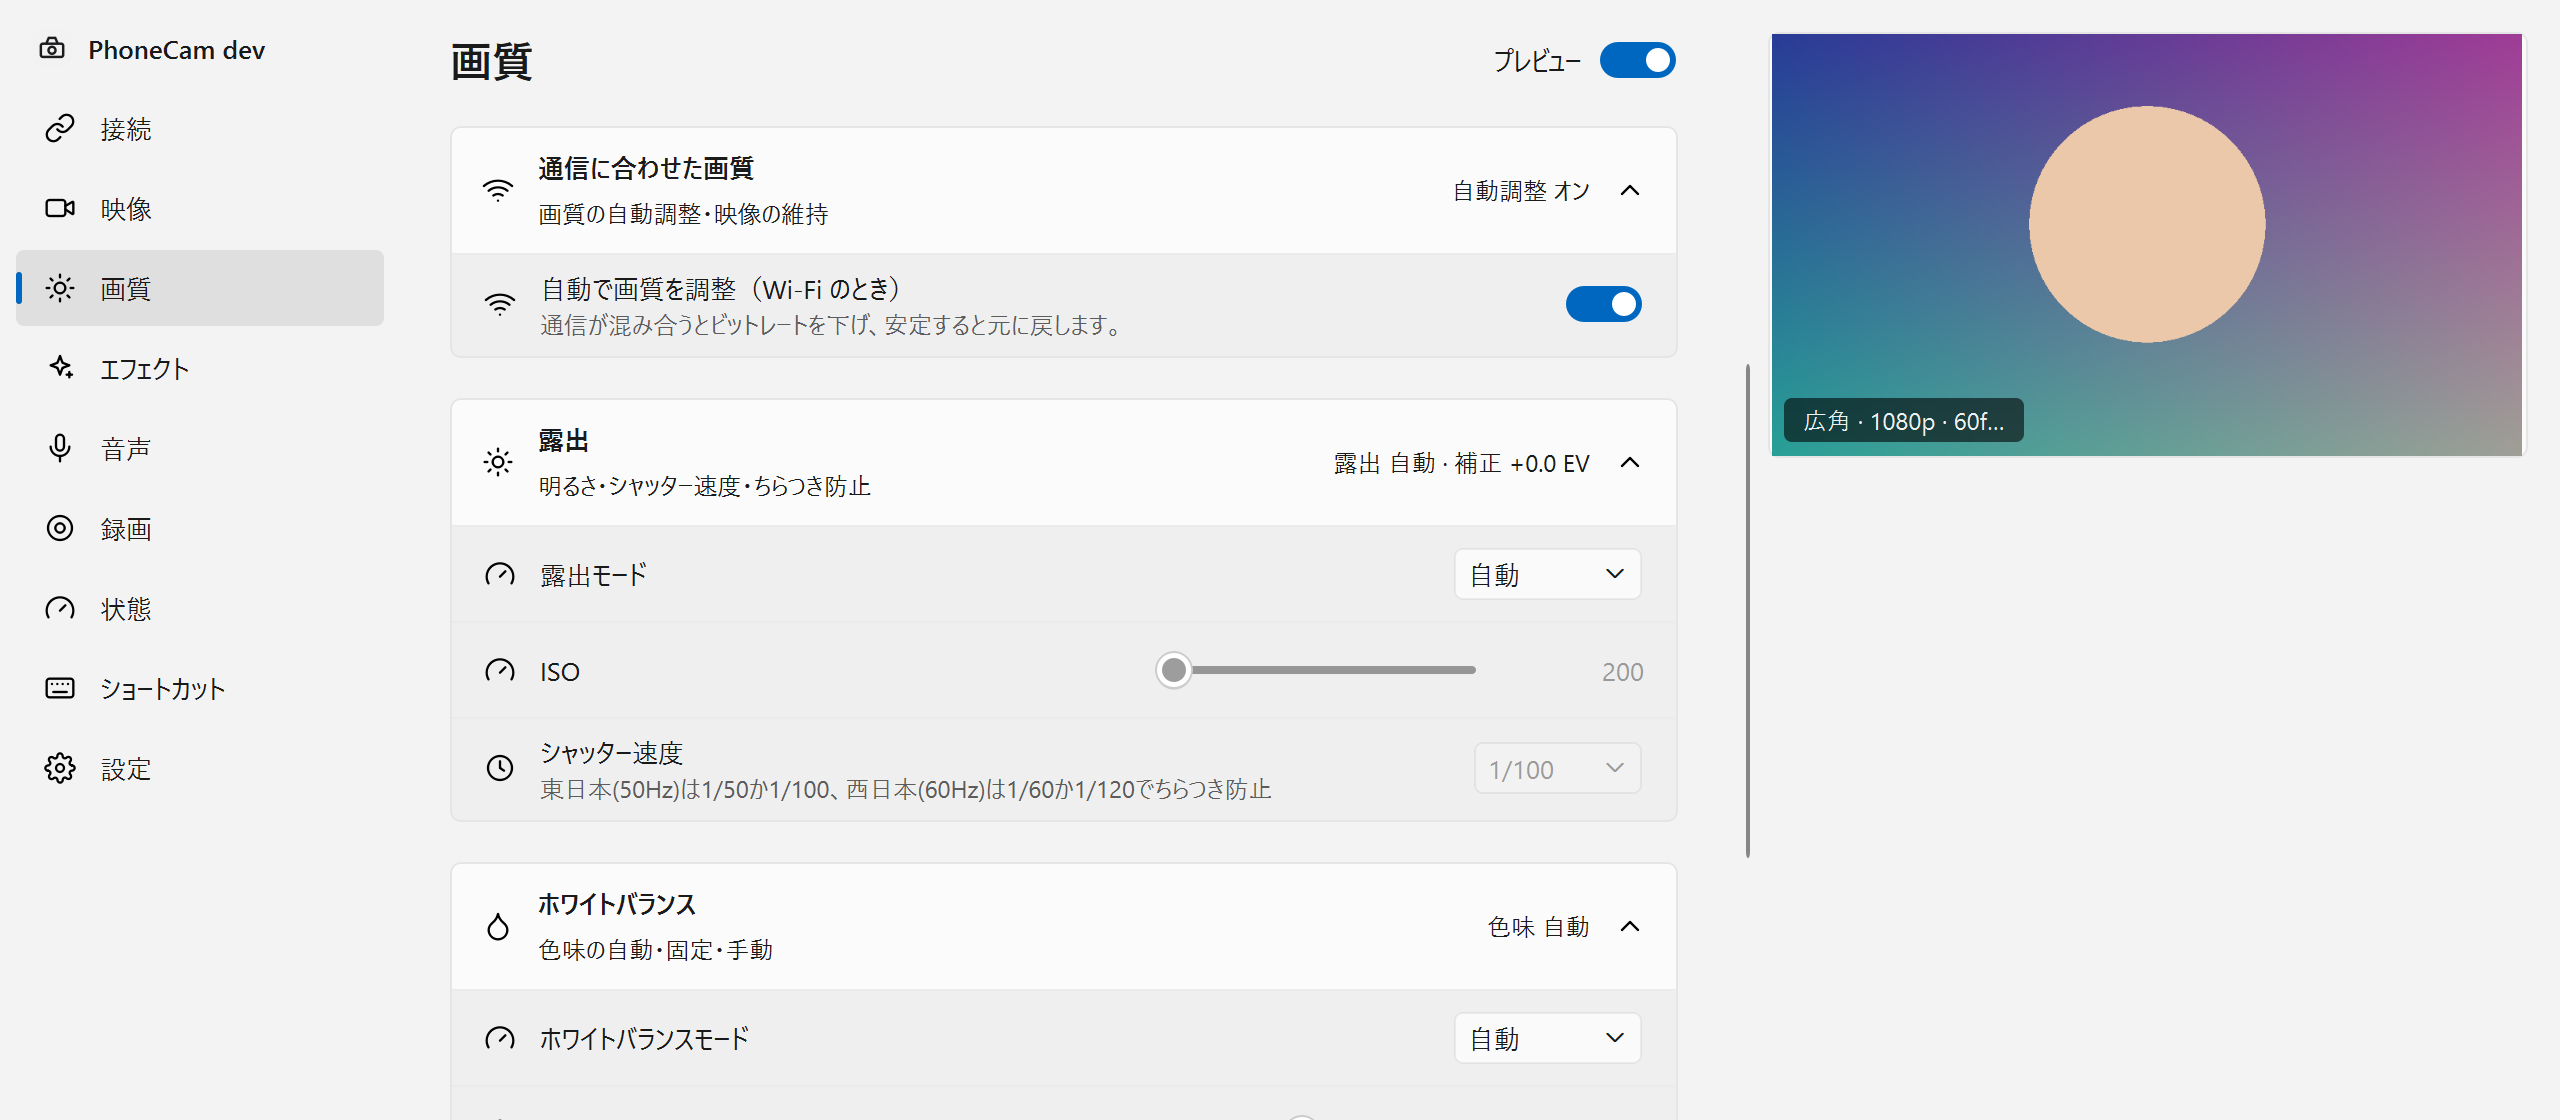 PhoneCam dev
接続
映像
画質
エフェクト
音声
録画
状態
ショートカット
設定
画質
プレビュー
通信に合わせた画質
画質の自動調整・映像の維持
自動調整 オン
自動で画質を調整（Wi-Fi のとき）
通信が混み合うとビットレートを下げ、安定すると元に戻します。
露出
明るさ・シャッター速度・ちらつき防止
露出 自動 · 補正 +0.0 EV
露出モード
自動
ISO
200
シャッター速度
東日本(50Hz)は1/50か1/100、西日本(60Hz)は1/60か1/120でちらつき防止
1/100
ホワイトバランス
色味の自動・固定・手動
色味 自動
ホワイトバランスモード
自動
広角 · 1080p · 60f...